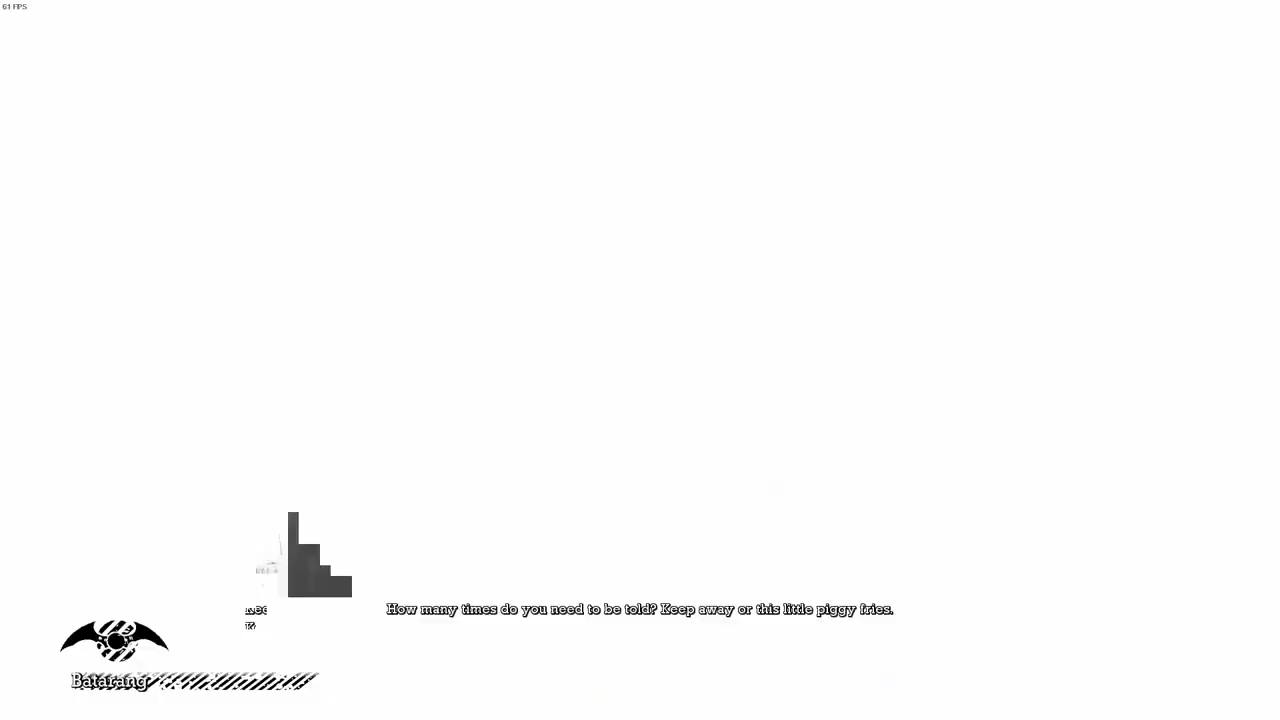 61 FPS
How many times do you need to be told? Keep away or this little piggy fries.
Batarang